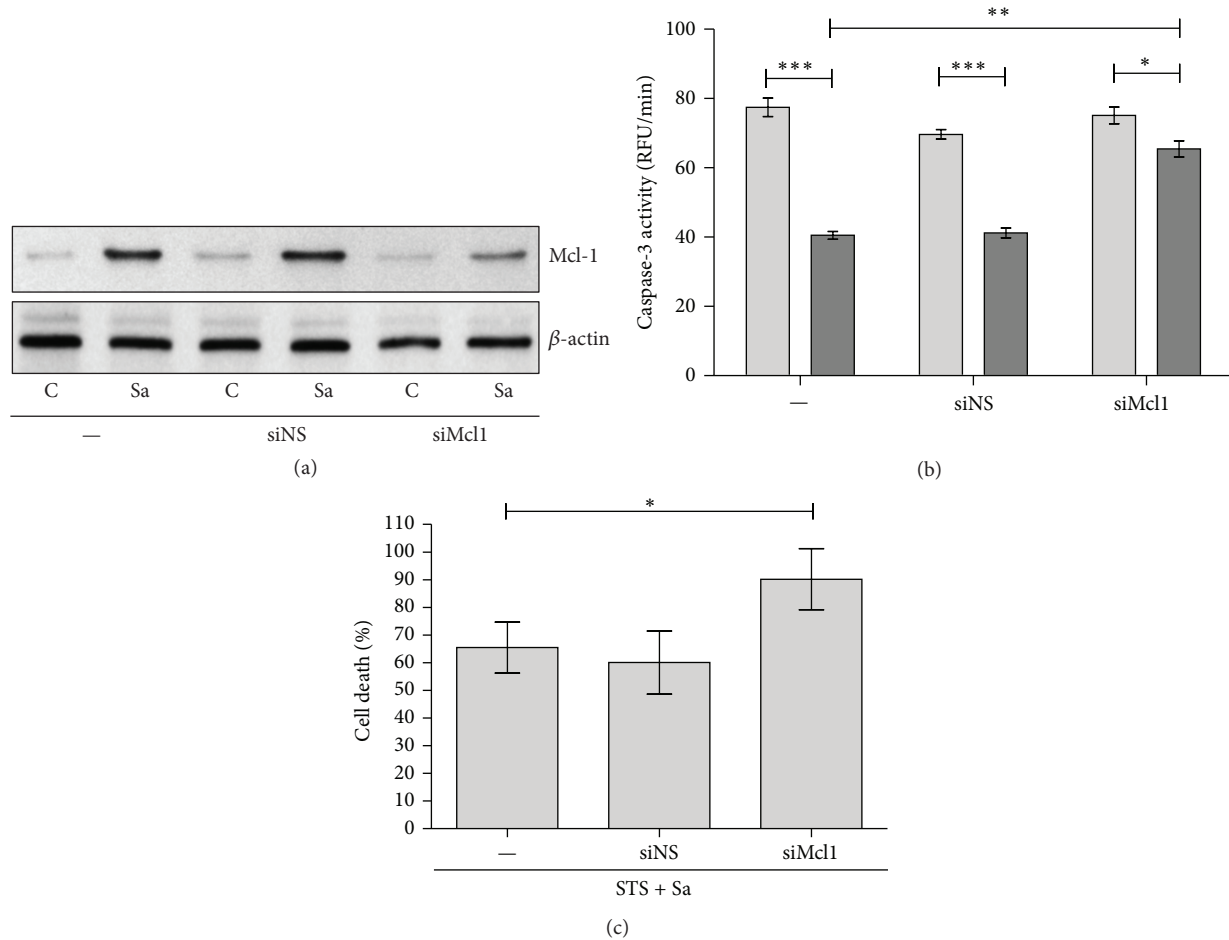 Mcl-1
β-actin
C Sa C Sa C Sa
— siNS siMcl1
(a)
**
*** *** *
100
80
60
40
20
0
Caspase-3 activity (RFU/min)
— siNS siMcl1
(b)
*
110
100
90
80
70
60
50
40
30
20
10
0
Cell death (%)
— siNS siMcl1
STS + Sa
(c)